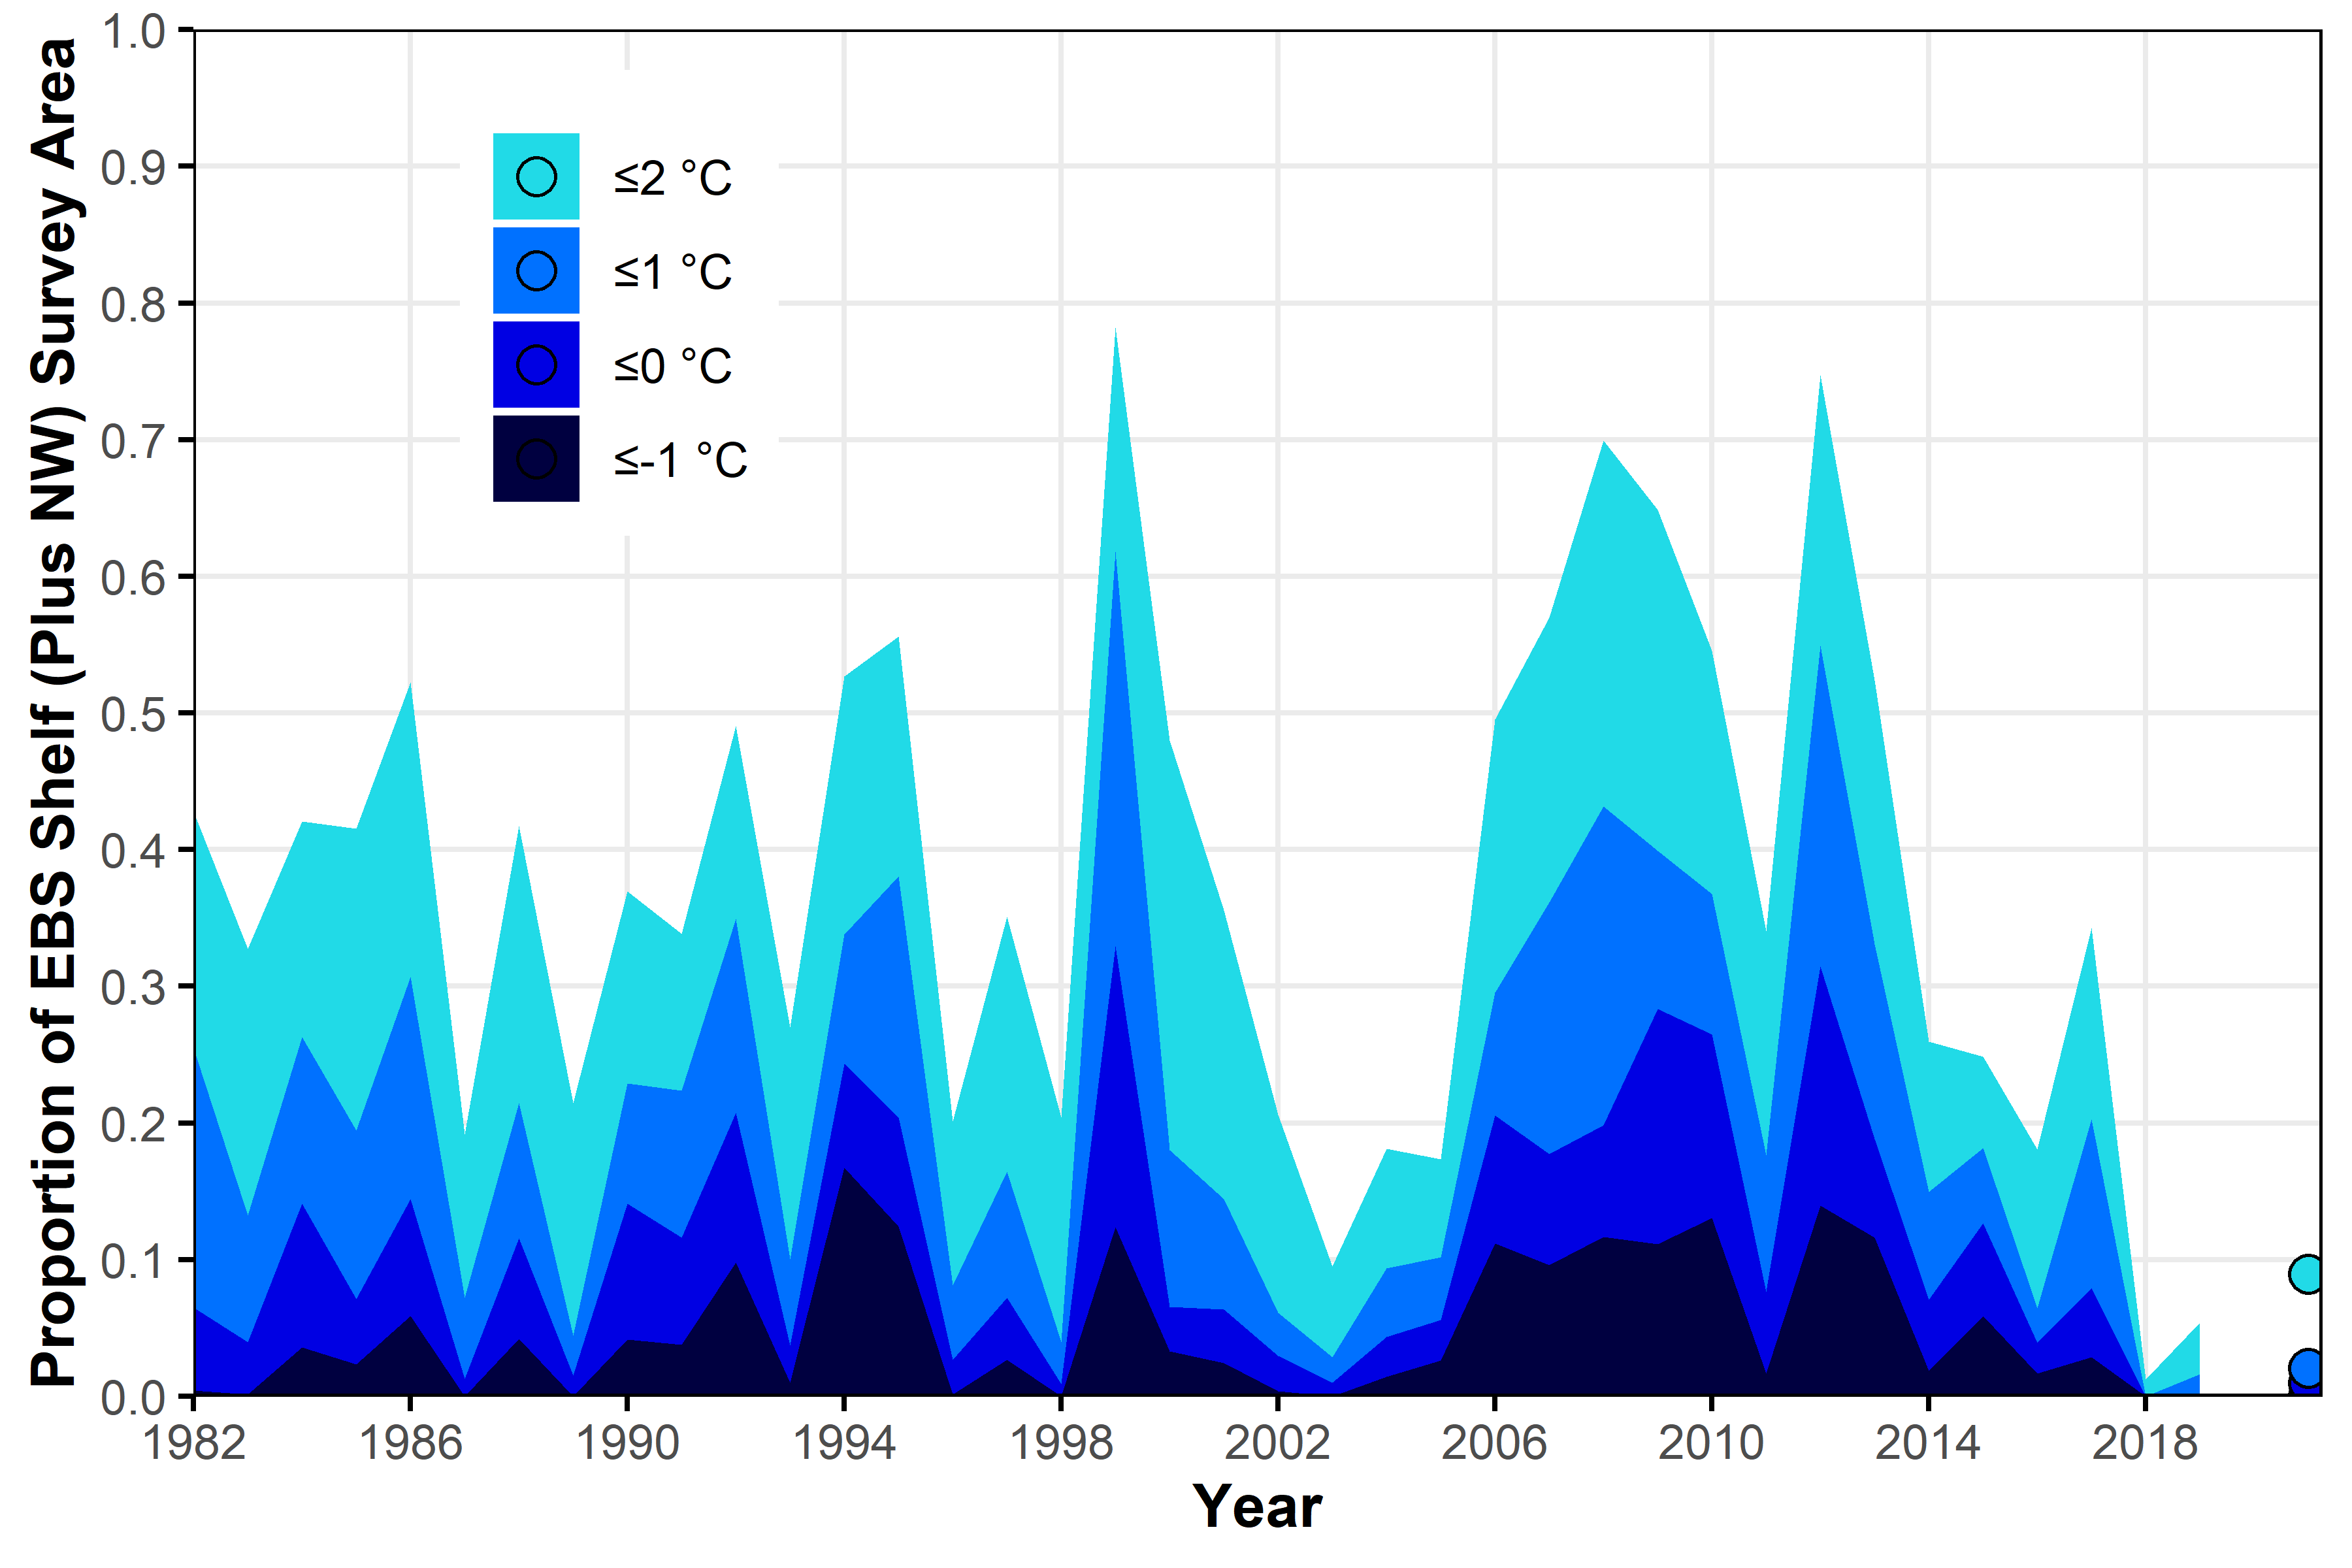 Proportion of EBS Shelf (Plus NW) Survey Area
1.0
0.9
0.8
0.7
0.6
0.5
0.4
0.3
0.2
0.1
0.0
≤2 °C
≤1 °C
≤0 °C
≤-1 °C
1982 1986 1990 1994 1998 2002 2006 2010 2014 2018
Year